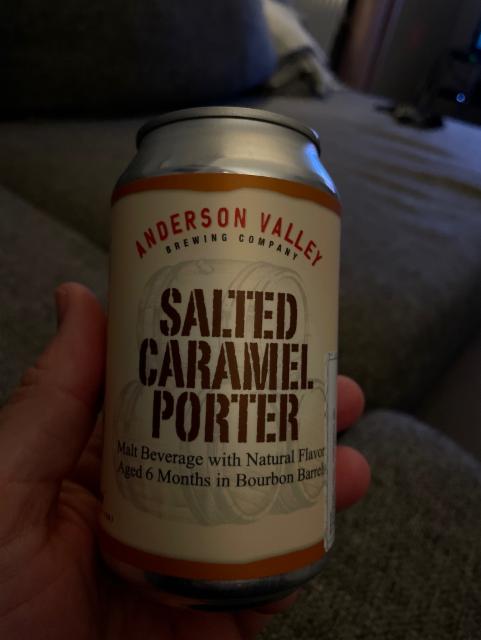 ANDERSON VALLEY
BREWING COMPANY
SALTED
CARAMEL
PORTER
Malt Beverage with Natural Flavor
Aged 6 Months in Bourbon Barrels